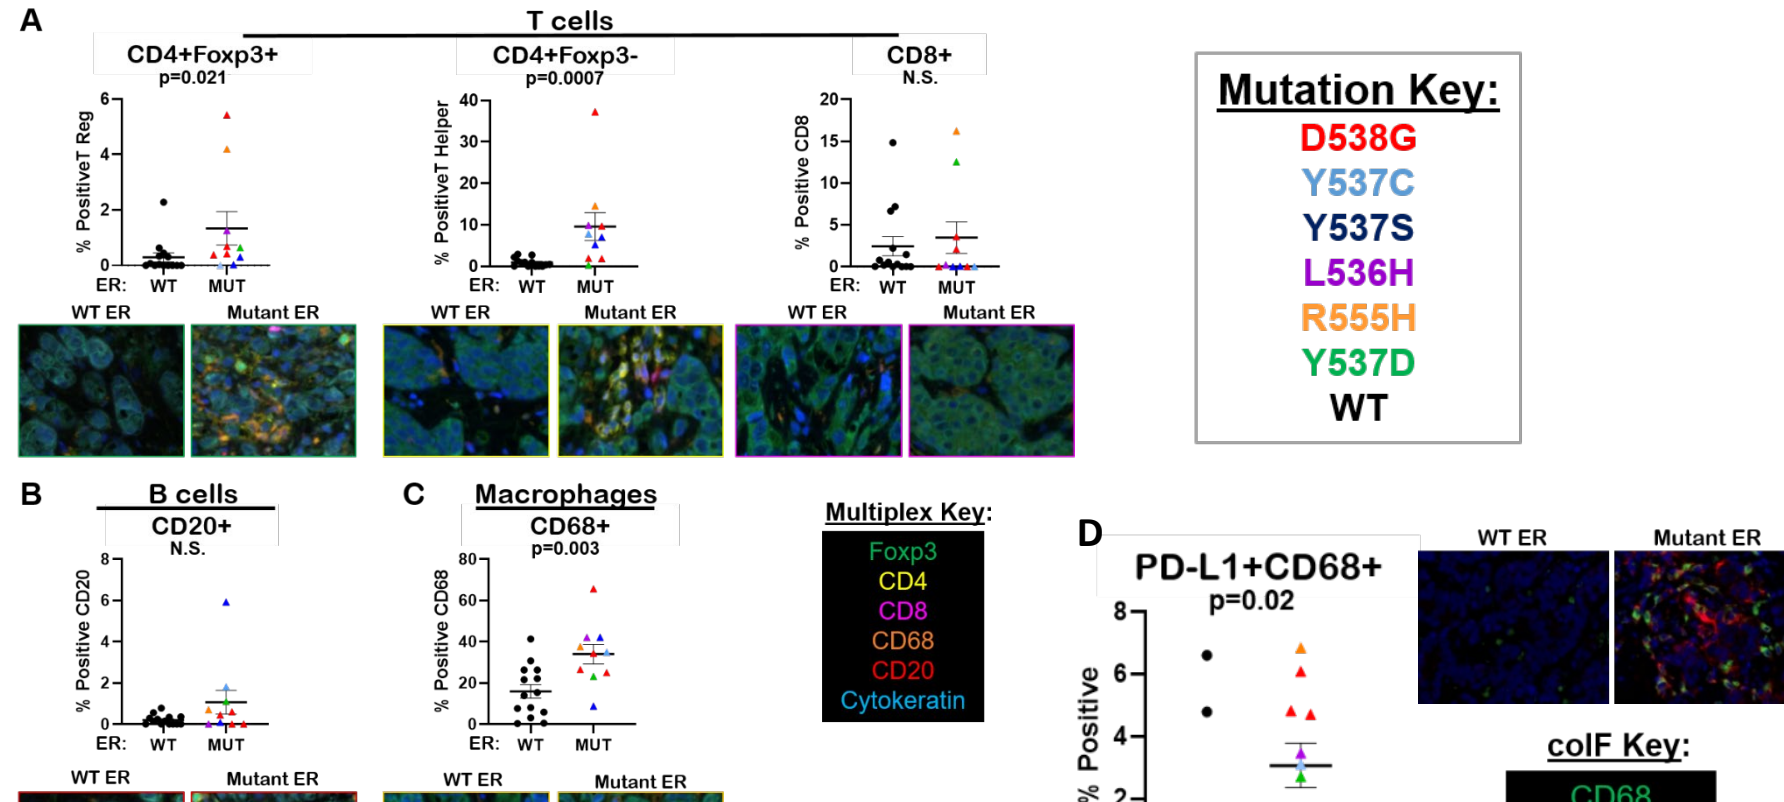 A
T cells
CD4+Foxp3+
p=0.021
CD4+Foxp3-
p=0.0007
CD8+
N.S.
% PositiveT Reg
6
4
2
0
ER: WT MUT
% PositiveT Helper
40
30
20
10
0
ER: WT MUT
% Positive CD8
20
15
10
5
0
ER: WT MUT
WT ER
Mutant ER
WT ER
Mutant ER
WT ER
Mutant ER
Mutation Key:
D538G
Y537C
Y537S
L536H
R555H
Y537D
WT
B
B cells
CD20+
N.S.
% Positive CD20
8
6
4
2
0
ER: WT MUT
WT ER
Mutant ER
C
Macrophages
CD68+
p=0.003
% Positive CD68
80
60
40
20
0
ER: WT MUT
WT ER
Mutant ER
Multiplex Key:
Foxp3
CD4
CD8
CD68
CD20
Cytokeratin
D
PD-L1+CD68+
p=0.02
% Positive
8
6
4
2
WT ER
Mutant ER
coIF Key:
CD68